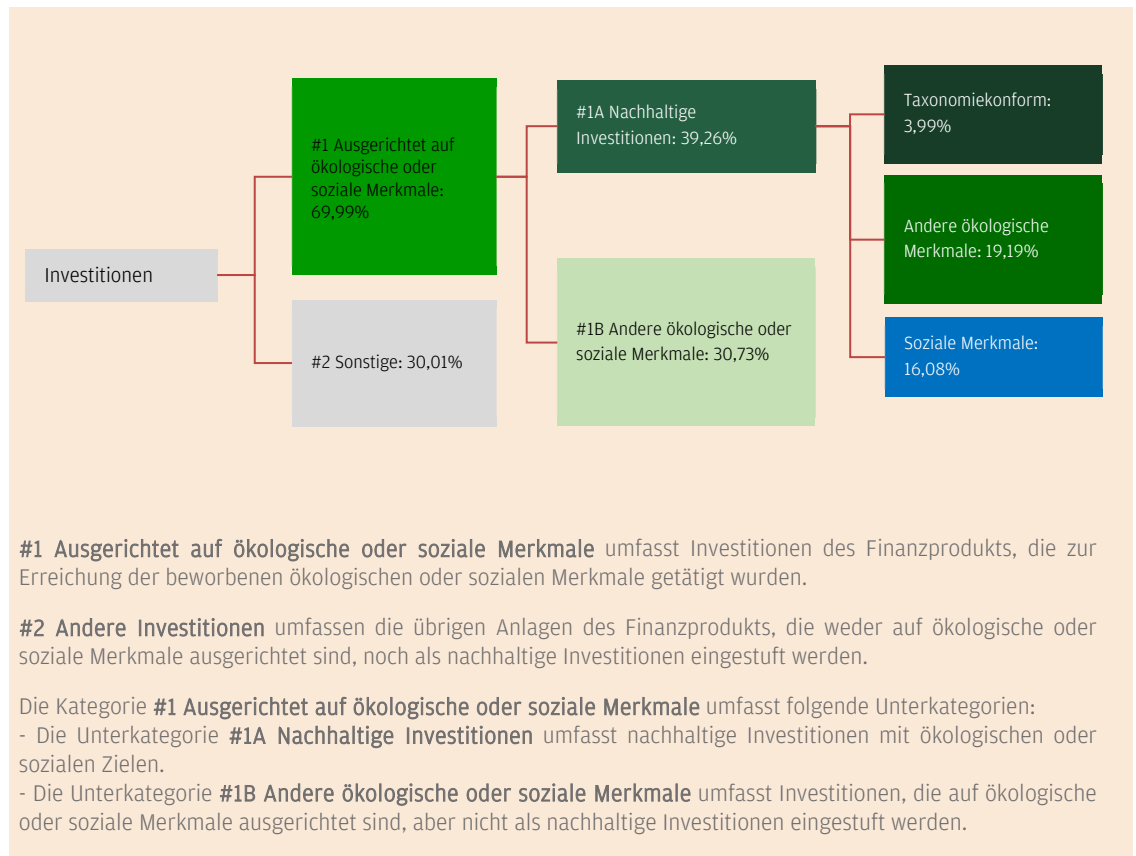 Investitionen
#1 Ausgerichtet auf
ökologische oder
soziale Merkmale:
69,99%
#2 Sonstige: 30,01%
#1A Nachhaltige
Investitionen: 39,26%
#1B Andere ökologische oder
soziale Merkmale: 30,73%
Taxonomiekonform:
3,99%
Andere ökologische
Merkmale: 19,19%
Soziale Merkmale:
16,08%
#1 Ausgerichtet auf ökologische oder soziale Merkmale umfasst Investitionen des Finanzprodukts, die zur
Erreichung der beworbenen ökologischen oder sozialen Merkmale getätigt wurden.
#2 Andere Investitionen umfassen die übrigen Anlagen des Finanzprodukts, die weder auf ökologische oder
soziale Merkmale ausgerichtet sind, noch als nachhaltige Investitionen eingestuft werden.
Die Kategorie #1 Ausgerichtet auf ökologische oder soziale Merkmale umfasst folgende Unterkategorien:
- Die Unterkategorie #1A Nachhaltige Investitionen umfasst nachhaltige Investitionen mit ökologischen oder
sozialen Zielen.
- Die Unterkategorie #1B Andere ökologische oder soziale Merkmale umfasst Investitionen, die auf ökologische
oder soziale Merkmale ausgerichtet sind, aber nicht als nachhaltige Investitionen eingestuft werden.